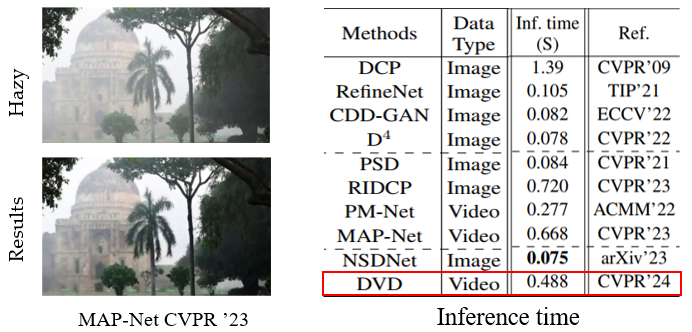 Hazy
Results
MAP-Net CVPR ’23
Methods Data Type Inf. time (S) Ref.
DCP Image 1.39 CVPR’09
RefineNet Image 0.105 TIP’21
CDD-GAN Image 0.082 ECCV’22
D⁴ Image 0.078 CVPR’22
PSD Image 0.084 CVPR’21
RIDCP Image 0.720 CVPR’23
PM-Net Video 0.277 ACMM’22
MAP-Net Video 0.668 CVPR’23
NSDNet Image 0.075 arXiv’23
DVD Video 0.488 CVPR’24
Inference time